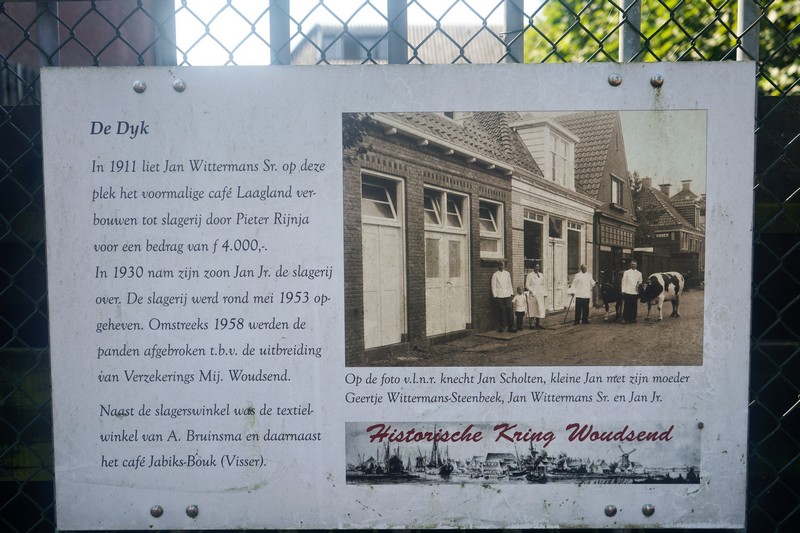 De Dyk
In 1911 liet Jan Wittermans Sr. op deze
plek het voormalige café Laagland ver-
bouwen tot slagerij door Pieter Rijnja
voor een bedrag van f 4.000,-.
In 1930 nam zijn zoon Jan Jr. de slagerij
over. De slagerij werd rond mei 1953 op-
geheven. Omstreeks 1958 werden de
panden afgebroken t.b.v. de uitbreiding
van Verzekerings Mij. Woudsend.
Naast de slagerswinkel was de textiel-
winkel van A. Bruinsma en daarnaast
het café Jabiks-Bouk (Visser).
Op de foto v.l.n.r. knecht Jan Scholten, kleine Jan met zijn moeder
Geertje Wittermans-Steenbeek, Jan Wittermans Sr. en Jan Jr.
Historische Kring Woudsend